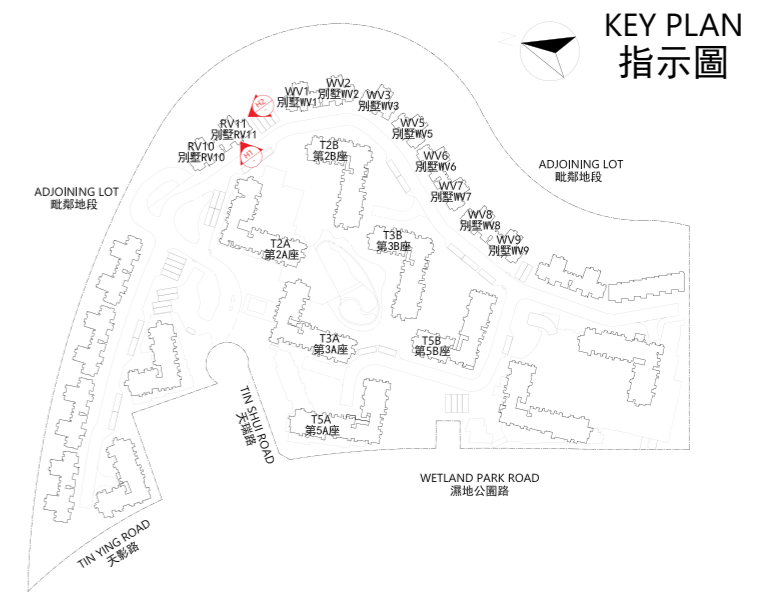 KEY PLAN
指示圖
N
WV2
別墅WV2
WV1
別墅WV1
WV3
別墅WV3
H2
RV11
別墅RV11
WV5
別墅WV5
RV10
別墅RV10
H1
T2B
第2B座
WV6
別墅WV6
ADJOINING LOT
毗鄰地段
ADJOINING LOT
毗鄰地段
WV7
別墅WV7
WV8
別墅WV8
T3B
第3B座
WV9
別墅WV9
T2A
第2A座
T3A
第3A座
T5B
第5B座
TIN SHUI ROAD
天瑞路
T5A
第5A座
WETLAND PARK ROAD
濕地公園路
TIN YING ROAD
天影路